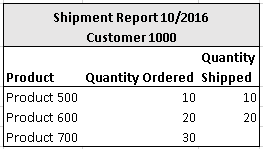 Shipment Report 10/2016
Customer 1000
Product Quantity Ordered Quantity Shipped
Product 500 10 10
Product 600 20 20
Product 700 30